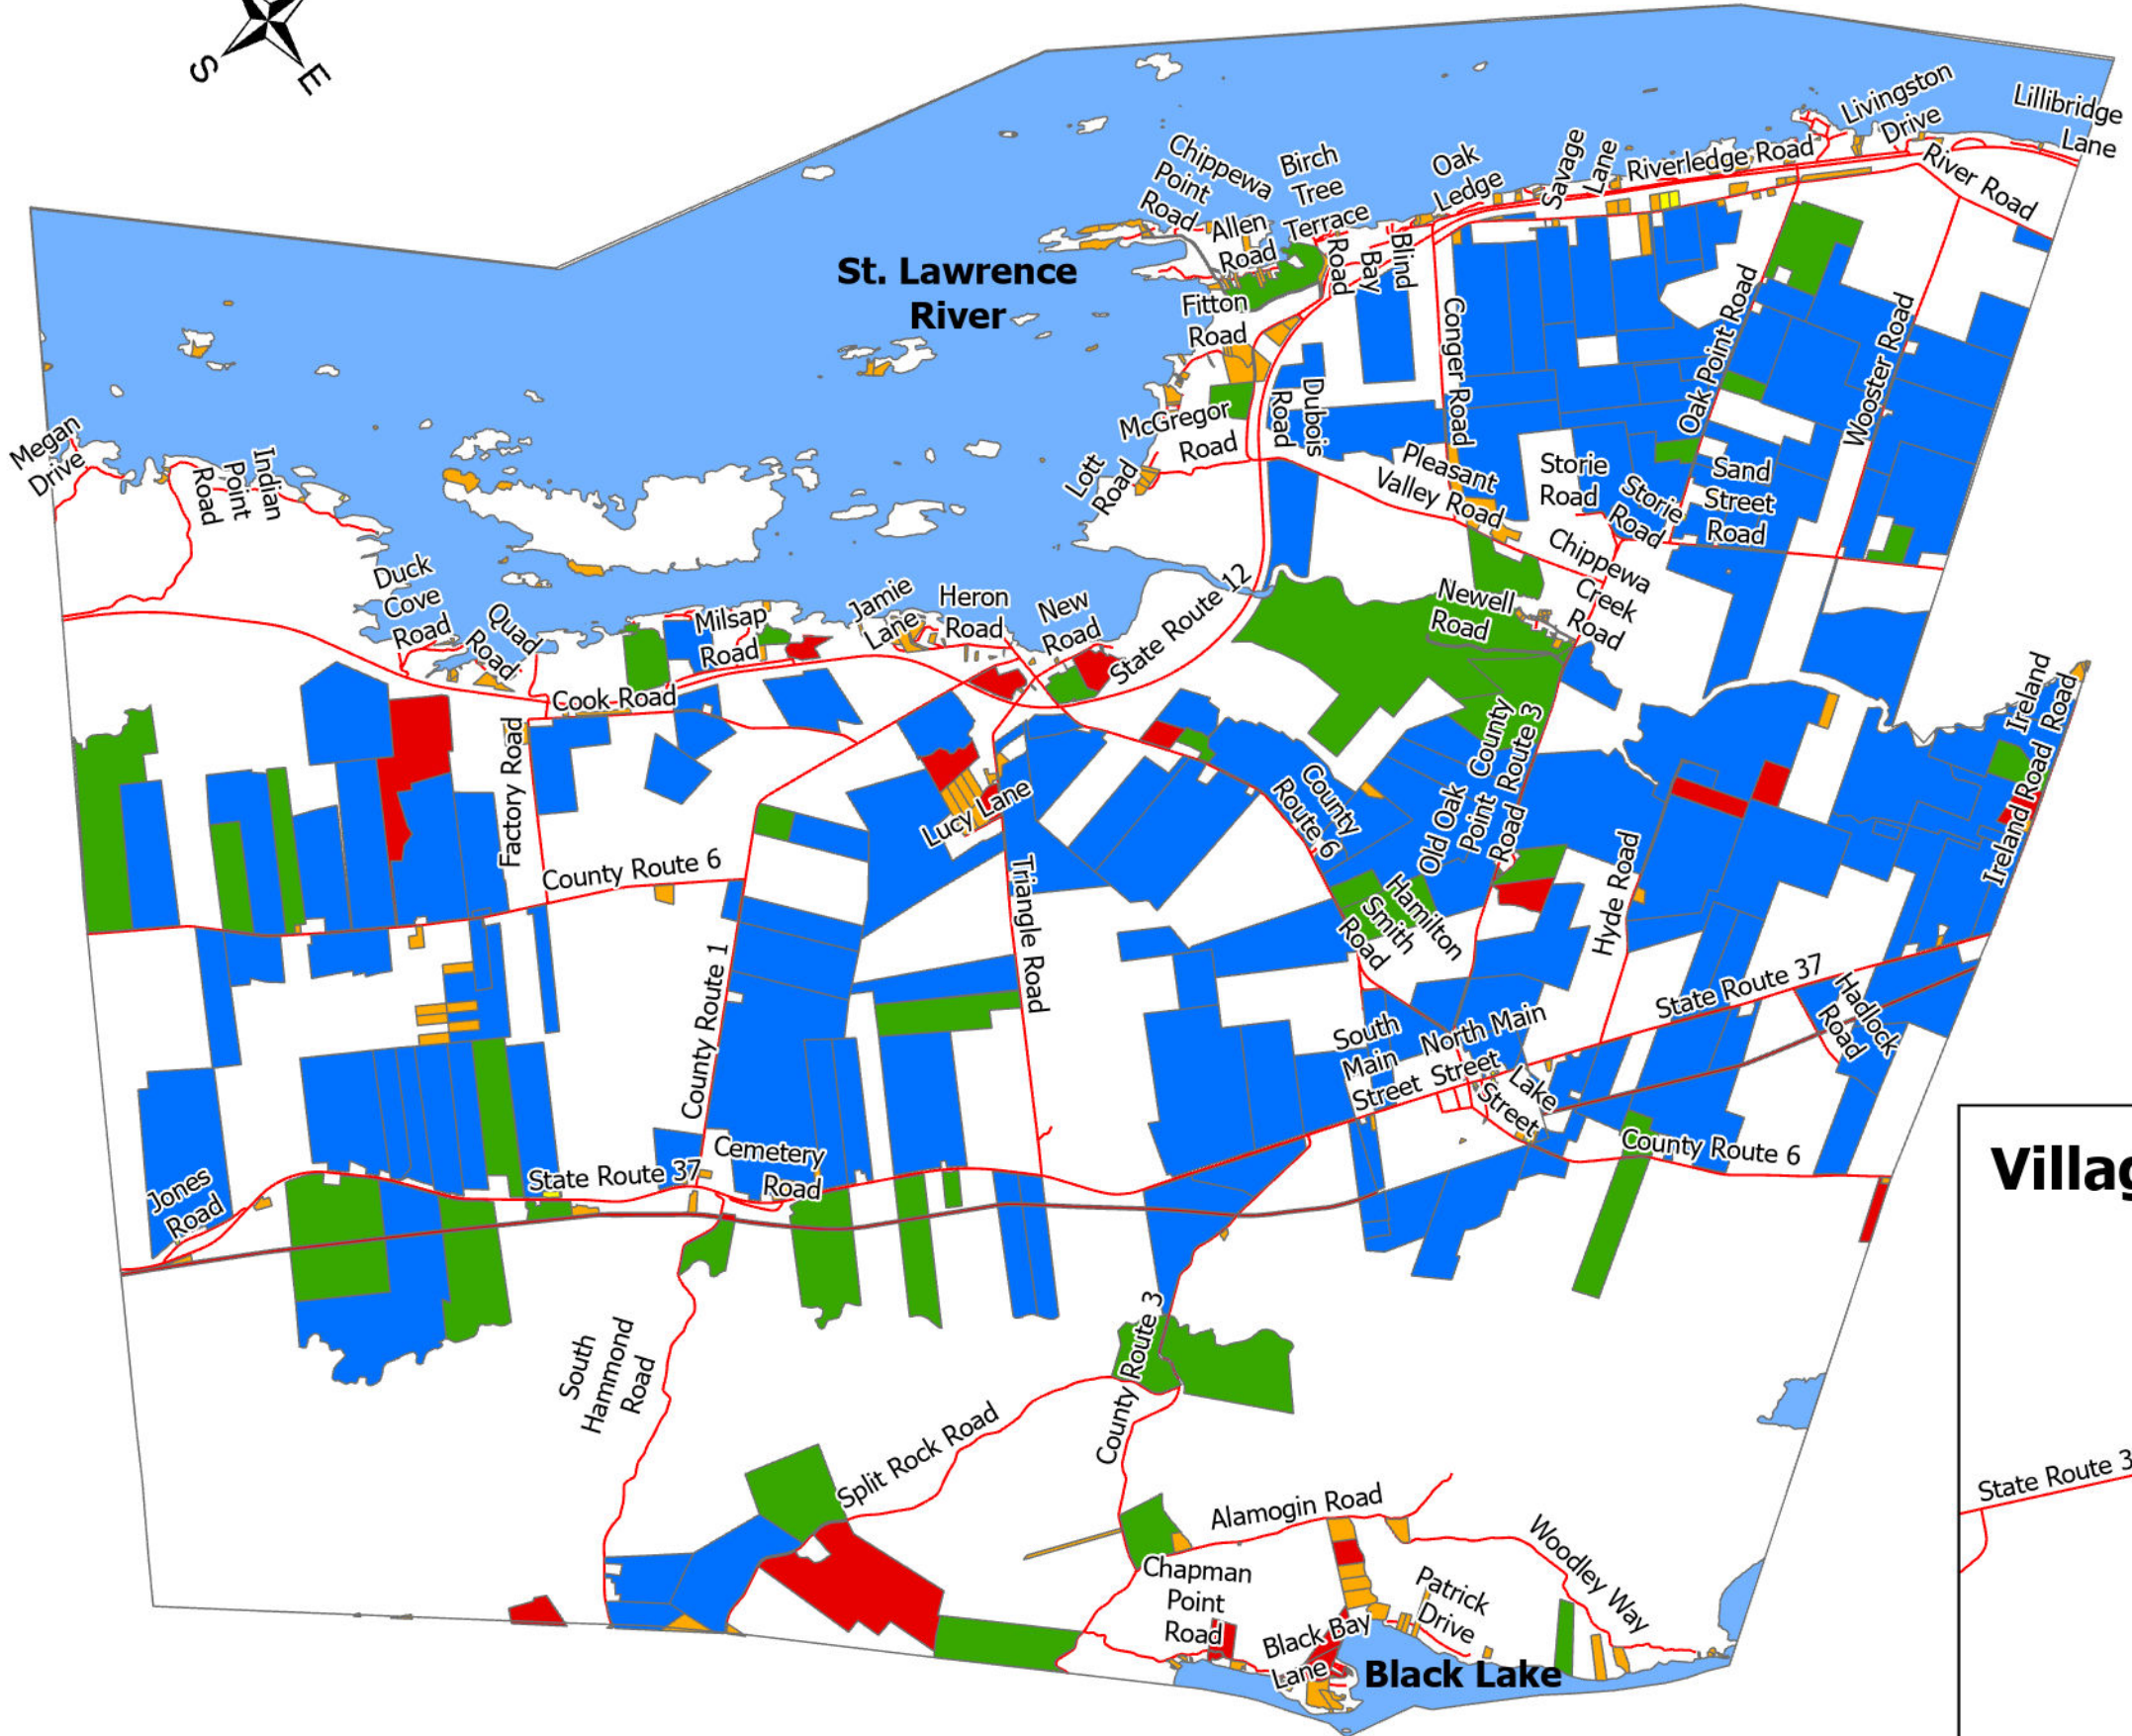 S
E
Livingston
Drive
Lillibridge
Lane
Chippewa
Point
Road
Birch
Tree
Terrace
Road
Oak
Ledge
Savage
Lane
Riverledge Road
River Road
Allen
Road
Blind
Bay
St. Lawrence
River
Fitton
Road
Conger Road
Oak Point Road
Wooster Road
Dubois
Road
McGregor
Road
Lott
Road
Megan
Drive
Indian
Point
Road
Pleasant
Valley Road
Storie
Road
Storie
Road
Sand
Street
Road
Chippewa
Creek
Road
Duck
Cove
Road
Quad
Road
Milsap
Road
Jamie
Lane
Heron
Road
New
Road
State Route 12
Newell
Road
Ireland
Road
Ireland Road
Cook Road
Factory Road
County
Route 6
Old Oak
Point
Road
County
Route 3
Lucy Lane
County Route 6
Triangle Road
Hamilton
Smith
Road
Hyde Road
State Route 37
Hadlock
Road
County Route 1
South
Main
Street
North Main
Street
Lake
Street
County Route 6
Jones
Road
State Route 37
Cemetery
Road
Villag
South
Hammond
Road
County Route 3
Split Rock Road
Alamogin Road
Woodley Way
State Route 3
Chapman
Point
Road
Patrick
Drive
Black Bay
Lane
Black Lake